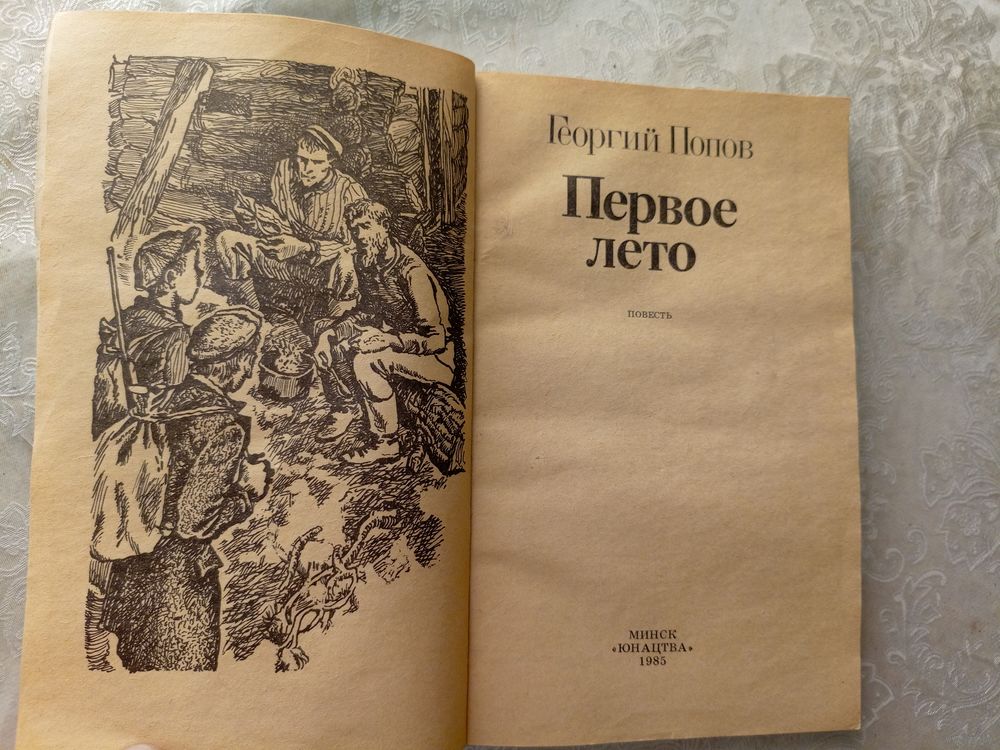 Георгий Попов
Первое
лето
ПОВЕСТЬ
МИНСК
«ЮНАЦТВА»
1985